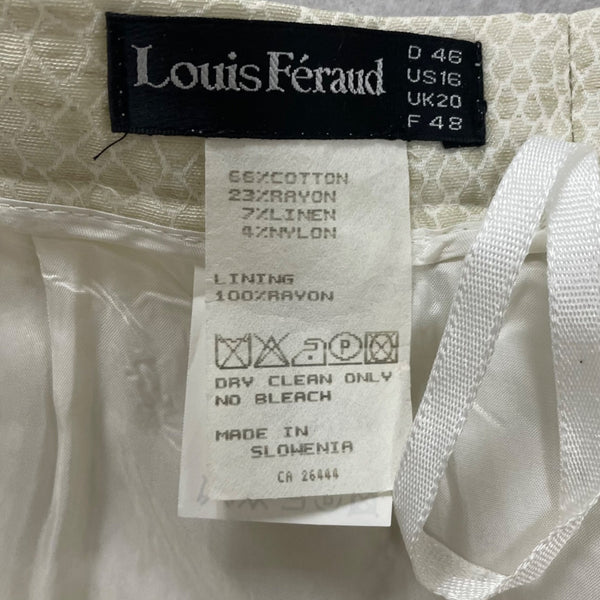 Louis Féraud
D 46
US16
UK20
F 48
66%COTTON
23%RAYON
7%LINEN
4%NYLON
LINING
100%RAYON
P
DRY CLEAN ONLY
NO BLEACH
MADE IN
SLOWENIA
CA 26444